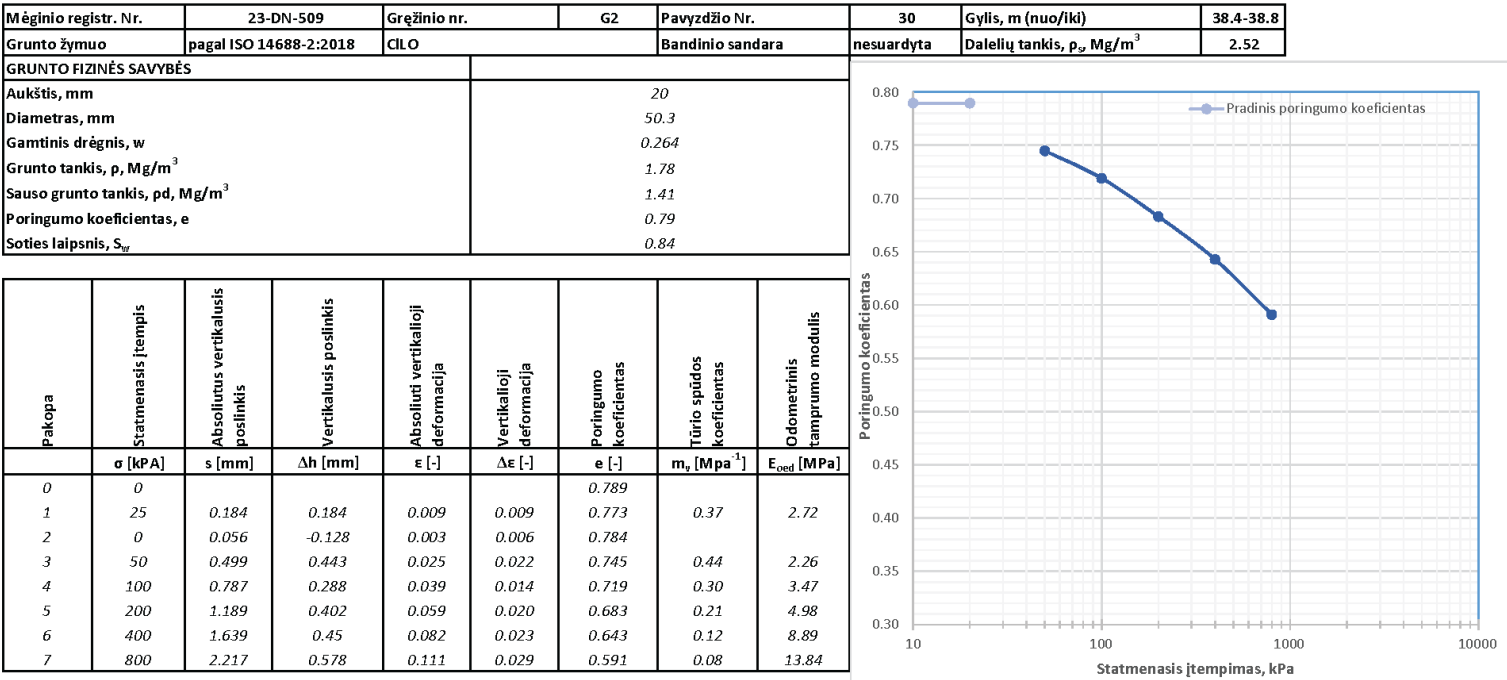 Mėginio registr. Nr. 23-DN-509 Gręžinio nr. G2 Pavyzdžio Nr. 30 Gylis, m (nuo/iki) 38.4-38.8
Grunto žymuo pagal ISO 14688-2:2018 ClLO Bandinio sandara nesuardyta Dalelių tankis, ρs, Mg/m3 2.52
GRUNTO FIZINĖS SAVYBĖS
Aukštis, mm 20
Diametras, mm 50.3
Gamtinis drėgnis, w 0.264
Grunto tankis, ρ, Mg/m3 1.78
Sauso grunto tankis, ρd, Mg/m3 1.41
Poringumo koeficientas, e 0.79
Soties laipsnis, Sw 0.84
Pakopa
Statmenasis įtempis
Absoliutus vertikalusis poslinkis
Vertikalusis poslinkis
Absoliuti vertikalioji deformacija
Vertikalioji deformacija
Poringumo koeficientas
Tūrio spūdos koeficientas
Odometrinis tamprumo modulis
σ [kPA] s [mm] Δh [mm] ε [-] Δε [-] e [-] mv [Mpa-1] Eoed [MPa]
0 0 0.789
1 25 0.184 0.184 0.009 0.009 0.773 0.37 2.72
2 0 0.056 -0.128 0.003 0.006 0.784
3 50 0.499 0.443 0.025 0.022 0.745 0.44 2.26
4 100 0.787 0.288 0.039 0.014 0.719 0.30 3.47
5 200 1.189 0.402 0.059 0.020 0.683 0.21 4.98
6 400 1.639 0.45 0.082 0.023 0.643 0.12 8.89
7 800 2.217 0.578 0.111 0.029 0.591 0.08 13.84
Pradinis poringumo koeficientas
Poringumo koeficientas
0.80
0.75
0.70
0.65
0.60
0.55
0.50
0.45
0.40
0.35
0.30
10 100 1000 10000
Statmenasis įtempimas, kPa